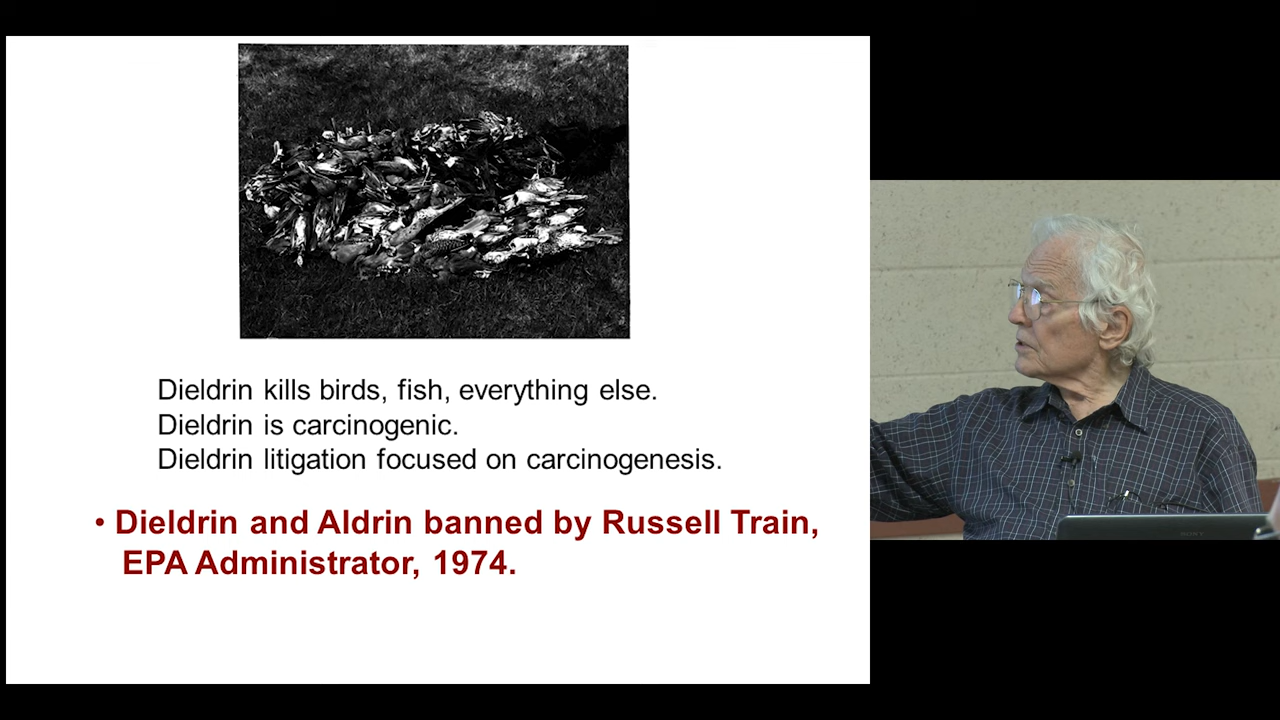 Dieldrin kills birds, fish, everything else.
Dieldrin is carcinogenic.
Dieldrin litigation focused on carcinogenesis.
• Dieldrin and Aldrin banned by Russell Train,
EPA Administrator, 1974.
SONY